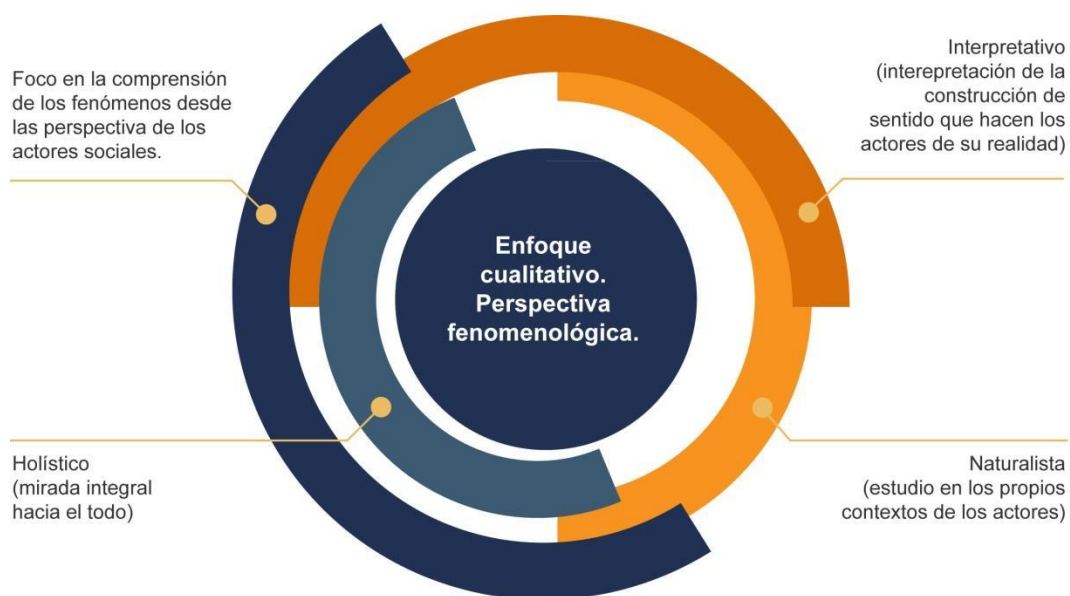 Foco en la comprensión
de los fenómenos desde
las perspectiva de los
actores sociales.
Interpretativo
(interepretación de la
construcción de
sentido que hacen los
actores de su realidad)
Enfoque
cualitativo.
Perspectiva
fenomenológica.
Holístico
(mirada integral
hacia el todo)
Naturalista
(estudio en los propios
contextos de los actores)